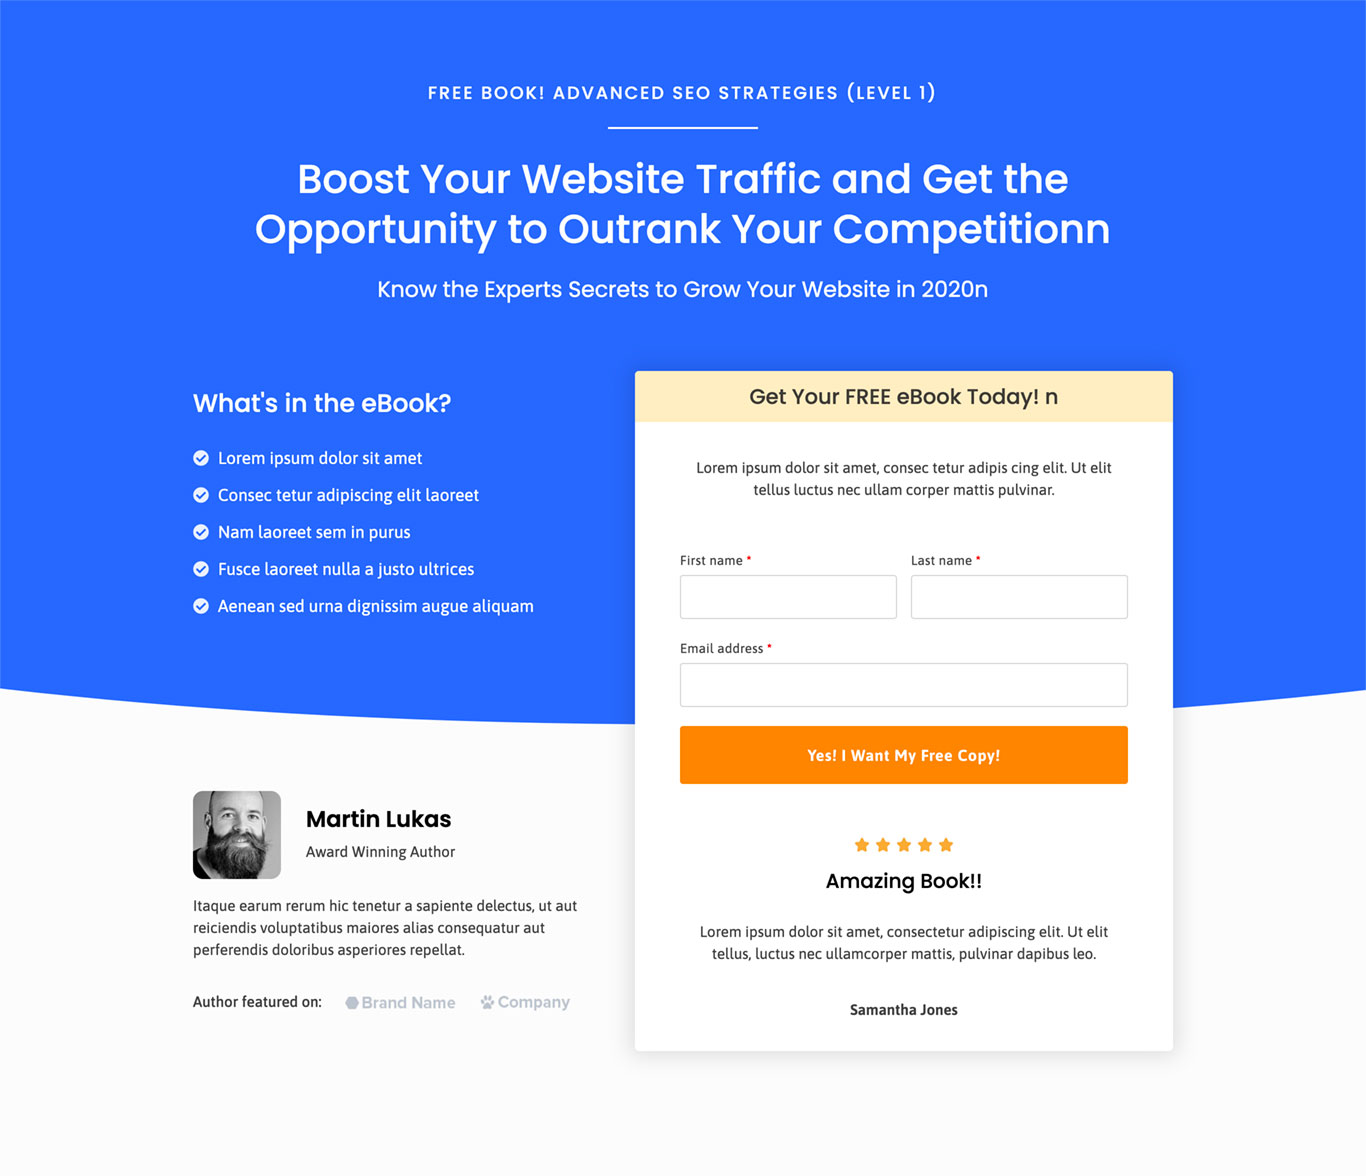 FREE BOOK! ADVANCED SEO STRATEGIES (LEVEL 1)
Boost Your Website Traffic and Get the
Opportunity to Outrank Your Competitionn
Know the Experts Secrets to Grow Your Website in 2020n
What's in the eBook?
Lorem ipsum dolor sit amet
Consec tetur adipiscing elit laoreet
Nam laoreet sem in purus
Fusce laoreet nulla a justo ultrices
Aenean sed urna dignissim augue aliquam
Get Your FREE eBook Today! n
Lorem ipsum dolor sit amet, consec tetur adipis cing elit. Ut elit
tellus luctus nec ullam corper mattis pulvinar.
First name *
Last name *
Email address *
Yes! I Want My Free Copy!
Amazing Book!!
Lorem ipsum dolor sit amet, consectetur adipiscing elit. Ut elit
tellus, luctus nec ullamcorper mattis, pulvinar dapibus leo.
Samantha Jones
Martin Lukas
Award Winning Author
Itaque earum rerum hic tenetur a sapiente delectus, ut aut
reiciendis voluptatibus maiores alias consequatur aut
perferendis doloribus asperiores repellat.
Author featured on:
Brand Name
Company